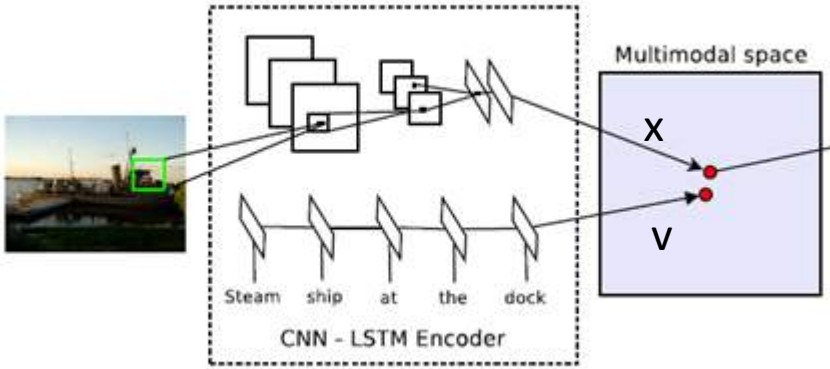 Multimodal space
X
V
Steam ship at the dock
CNN - LSTM Encoder